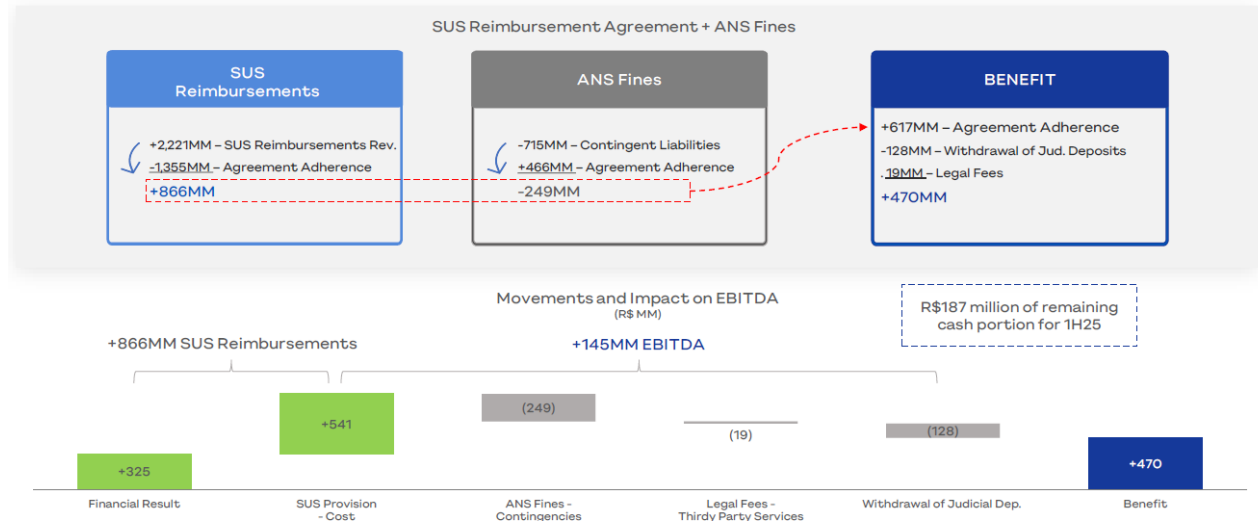 SUS Reimbursement Agreement + ANS Fines
SUS
Reimbursements
+2,221MM – SUS Reimbursements Rev.
-1,355MM – Agreement Adherence
+866MM
ANS Fines
-715MM – Contingent Liabilities
+466MM – Agreement Adherence
-249MM
BENEFIT
+617MM – Agreement Adherence
-128MM – Withdrawal of Jud. Deposits
. 19MM – Legal Fees
+470MM
Movements and Impact on EBITDA
(R$ MM)
R$187 million of remaining
cash portion for 1H25
+866MM SUS Reimbursements
+145MM EBITDA
+325
+541
(249)
(19)
(128)
+470
Financial Result
SUS Provision
- Cost
ANS Fines -
Contingencies
Legal Fees -
Thirdy Party Services
Withdrawal of Judicial Dep.
Benefit